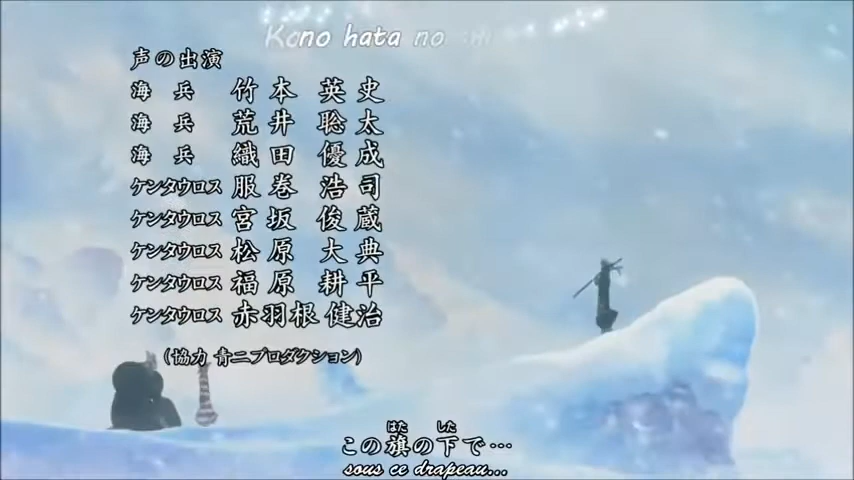 Kono hata no shi
声の出演
海兵 竹本 英史
海兵 荒井 聡太
海兵 織田 優成
ケンタウロス 服巻 浩司
ケンタウロス 宮坂 俊蔵
ケンタウロス 松原 大典
ケンタウロス 福原 耕平
ケンタウロス 赤羽根 健治
(協力 青二プロダクション)
はた した
この旗の下で…
sous ce drapeau...